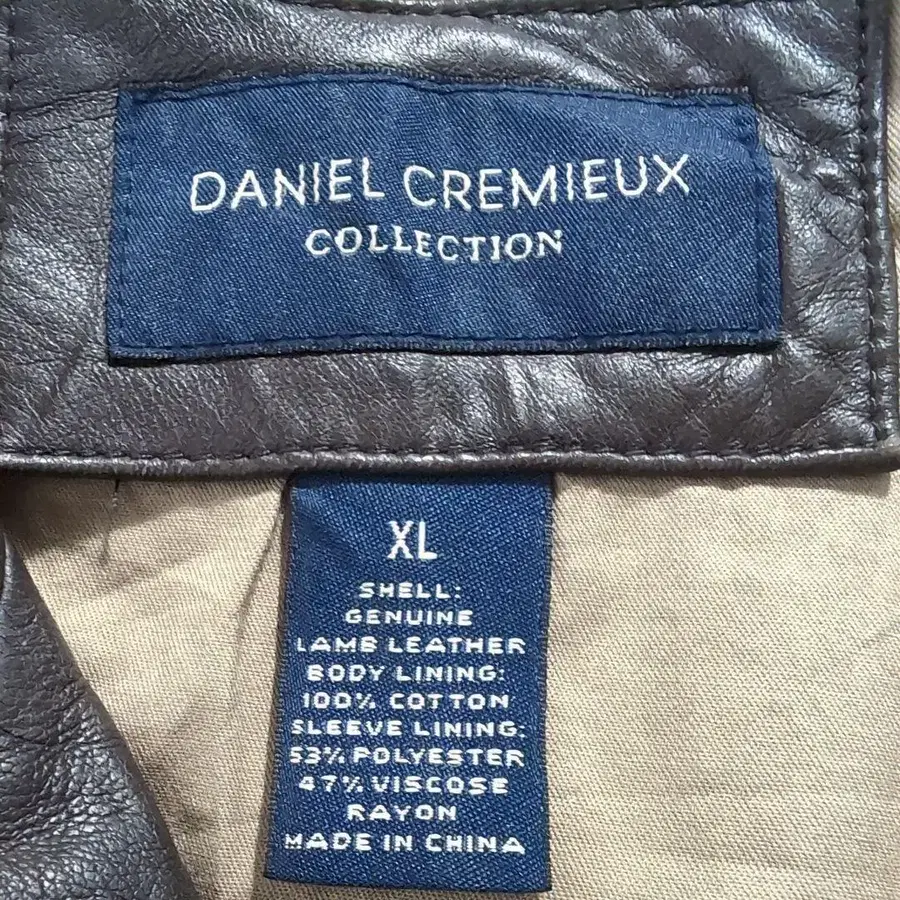 DANIEL CREMIEUX
COLLECTION
XL
SHELL:
GENUINE
LAMB LEATHER
BODY LINING:
100% COTTON
SLEEVE LINING:
53% POLYESTER
47% VISCOSE
RAYON
MADE IN CHINA